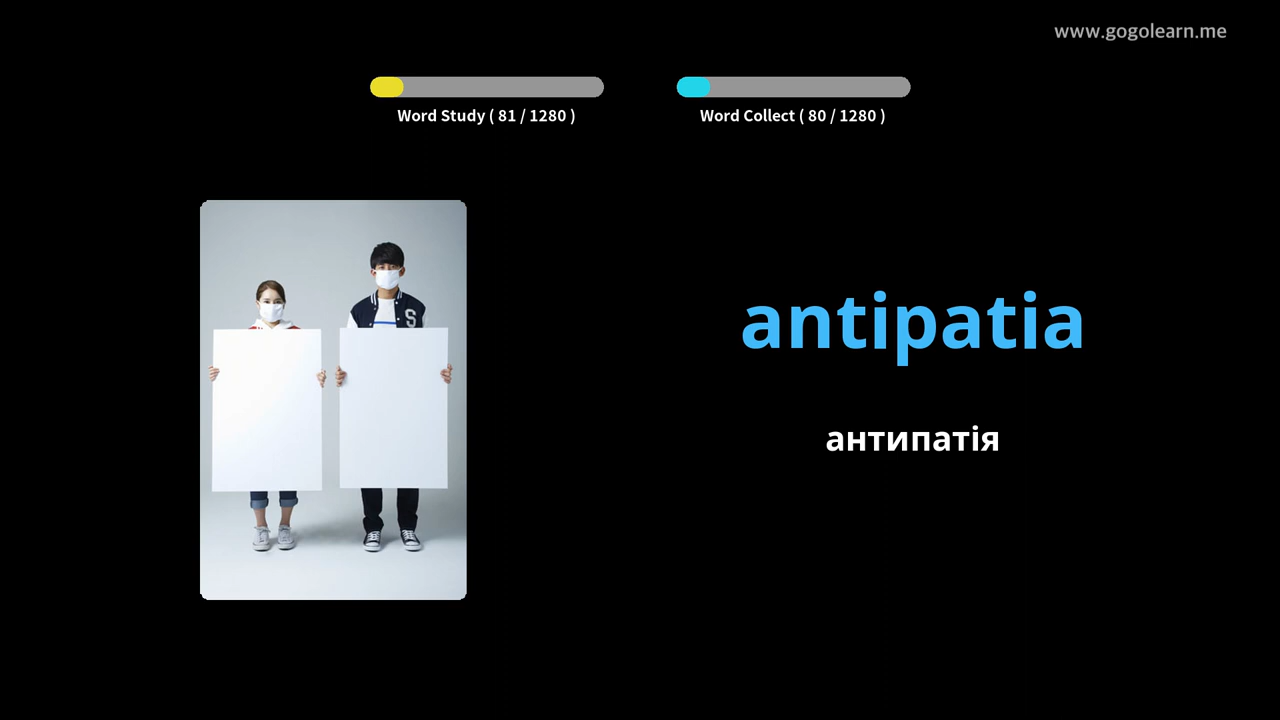 www.gogolearn.me
Word Study ( 81 / 1280 )
Word Collect ( 80 / 1280 )
S
antipatia
антипатія